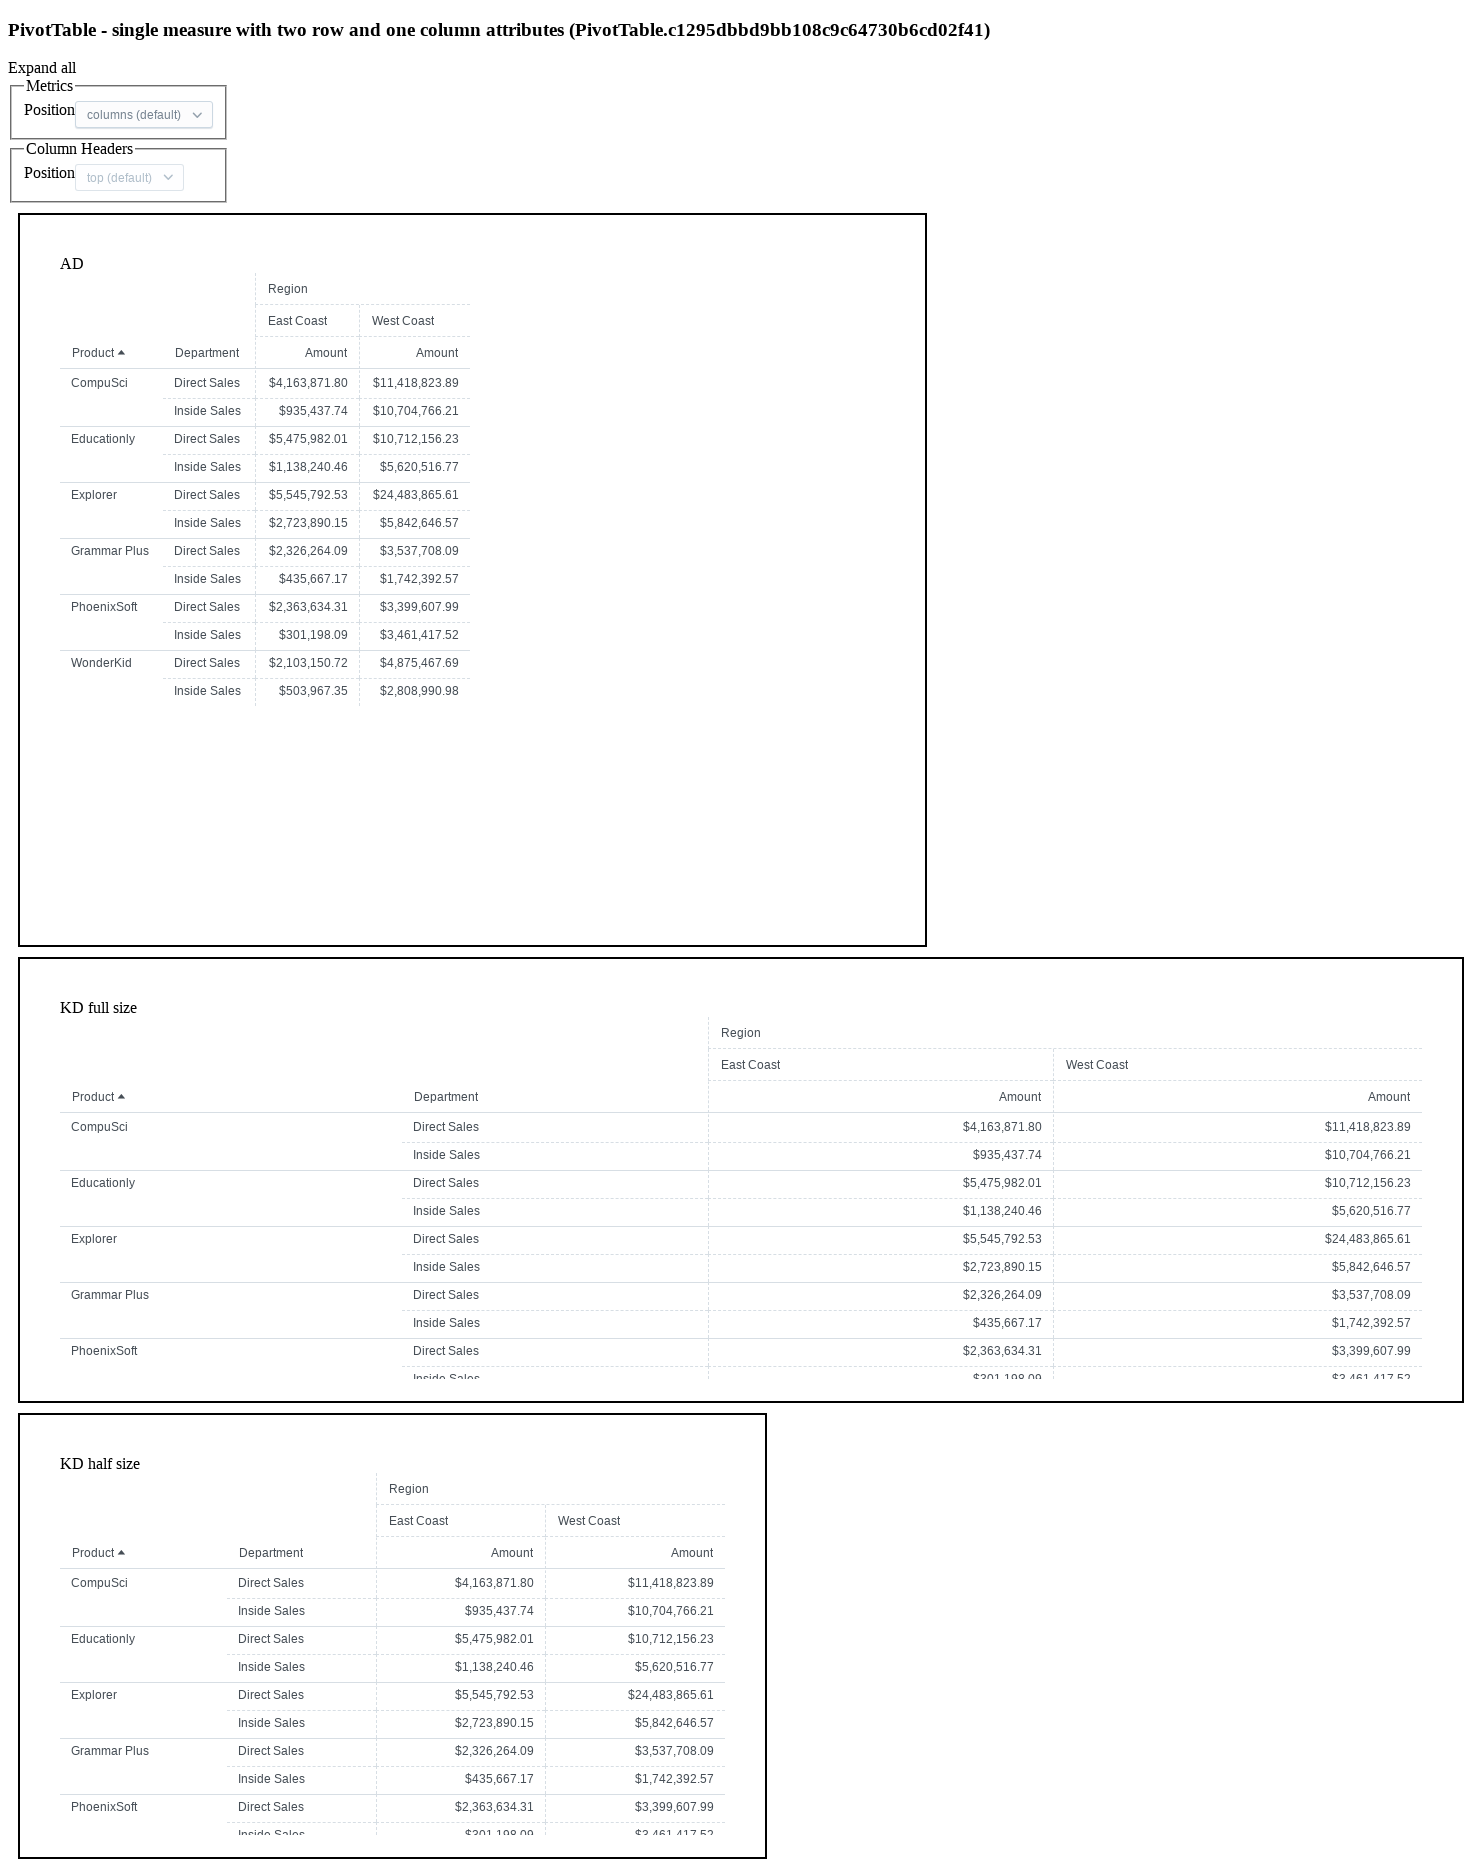 PivotTable - single measure with two row and one column attributes (PivotTable.c1295dbbd9bb108c9c64730b6cd02f41)
Expand all
Metrics
Position columns (default)
Column Headers
Position top (default)
AD
Region
East Coast West Coast
Product Department Amount Amount
CompuSci Direct Sales $4,163,871.80 $11,418,823.89
Inside Sales $935,437.74 $10,704,766.21
Educationly Direct Sales $5,475,982.01 $10,712,156.23
Inside Sales $1,138,240.46 $5,620,516.77
Explorer Direct Sales $5,545,792.53 $24,483,865.61
Inside Sales $2,723,890.15 $5,842,646.57
Grammar Plus Direct Sales $2,326,264.09 $3,537,708.09
Inside Sales $435,667.17 $1,742,392.57
PhoenixSoft Direct Sales $2,363,634.31 $3,399,607.99
Inside Sales $301,198.09 $3,461,417.52
WonderKid Direct Sales $2,103,150.72 $4,875,467.69
Inside Sales $503,967.35 $2,808,990.98
KD full size
Region
East Coast West Coast
Product Department Amount Amount
CompuSci Direct Sales $4,163,871.80 $11,418,823.89
Inside Sales $935,437.74 $10,704,766.21
Educationly Direct Sales $5,475,982.01 $10,712,156.23
Inside Sales $1,138,240.46 $5,620,516.77
Explorer Direct Sales $5,545,792.53 $24,483,865.61
Inside Sales $2,723,890.15 $5,842,646.57
Grammar Plus Direct Sales $2,326,264.09 $3,537,708.09
Inside Sales $435,667.17 $1,742,392.57
PhoenixSoft Direct Sales $2,363,634.31 $3,399,607.99
Inside Sales $301,198.09 $3,461,417.52
KD half size
Region
East Coast West Coast
Product Department Amount Amount
CompuSci Direct Sales $4,163,871.80 $11,418,823.89
Inside Sales $935,437.74 $10,704,766.21
Educationly Direct Sales $5,475,982.01 $10,712,156.23
Inside Sales $1,138,240.46 $5,620,516.77
Explorer Direct Sales $5,545,792.53 $24,483,865.61
Inside Sales $2,723,890.15 $5,842,646.57
Grammar Plus Direct Sales $2,326,264.09 $3,537,708.09
Inside Sales $435,667.17 $1,742,392.57
PhoenixSoft Direct Sales $2,363,634.31 $3,399,607.99
Inside Sales $301,198.09 $3,461,417.52